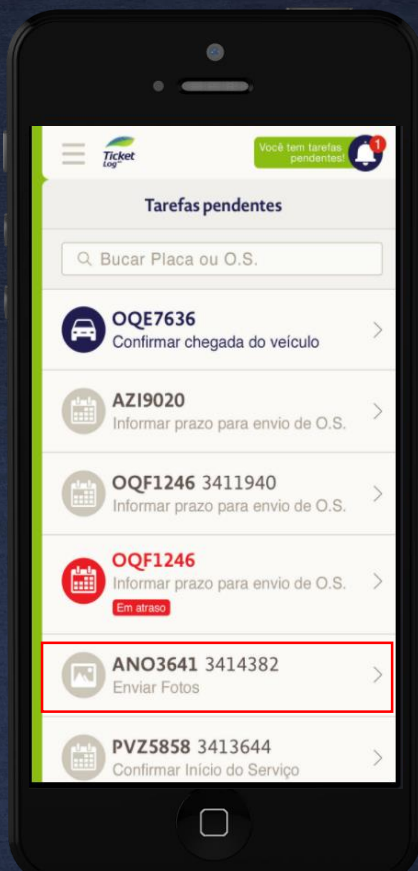 Ticket
Log
Você tem tarefas
pendentes!
1
Tarefas pendentes
Bucar Placa ou O.S.
OQE7636
Confirmar chegada do veículo
AZI9020
Informar prazo para envio de O.S.
OQF1246 3411940
Informar prazo para envio de O.S.
OQF1246
Informar prazo para envio de O.S.
Em atraso
ANO3641 3414382
Enviar Fotos
PVZ5858 3413644
Confirmar Início do Serviço